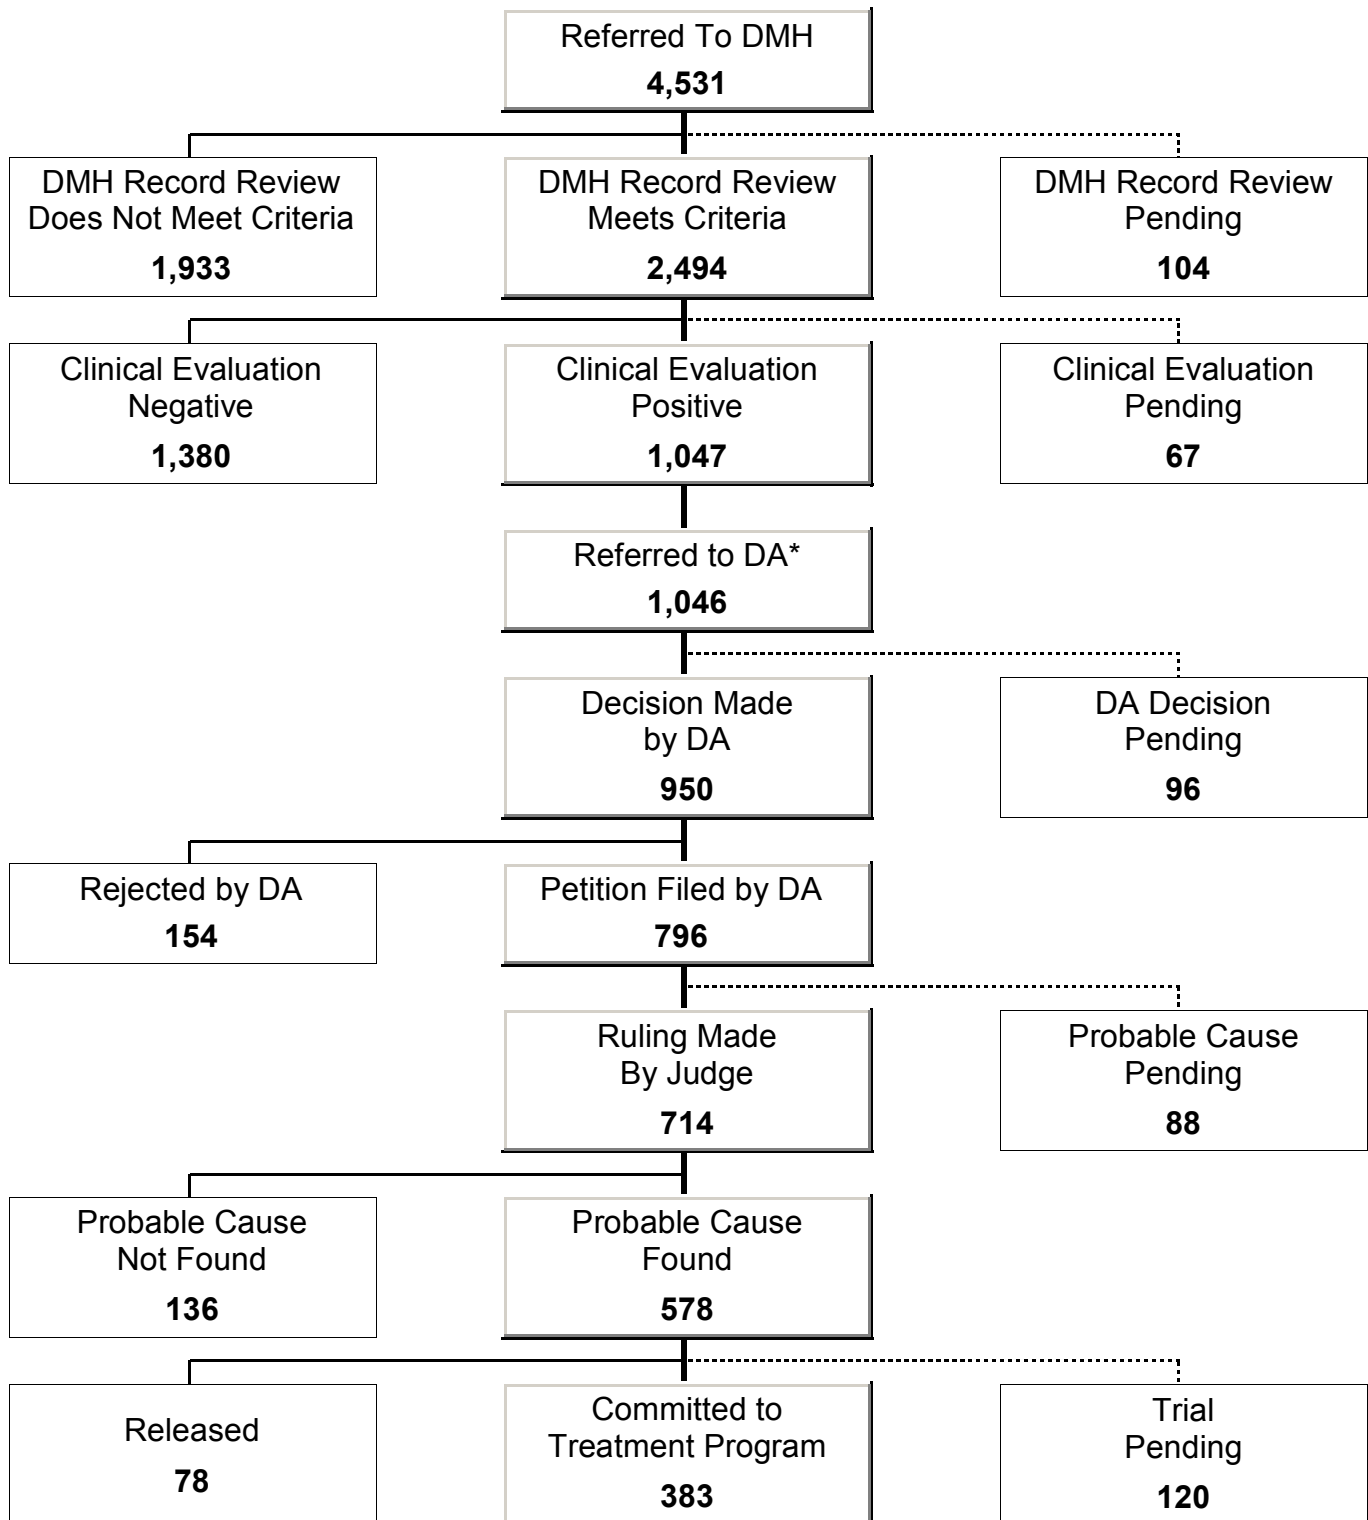 Referred To DMH
4,531
DMH Record Review
Does Not Meet Criteria
1,933
DMH Record Review
Meets Criteria
2,494
DMH Record Review
Pending
104
Clinical Evaluation
Negative
1,380
Clinical Evaluation
Positive
1,047
Clinical Evaluation
Pending
67
Referred to DA*
1,046
Decision Made
by DA
950
DA Decision
Pending
96
Rejected by DA
154
Petition Filed by DA
796
Ruling Made
By Judge
714
Probable Cause
Pending
88
Probable Cause
Not Found
136
Probable Cause
Found
578
Released
78
Committed to
Treatment Program
383
Trial
Pending
120